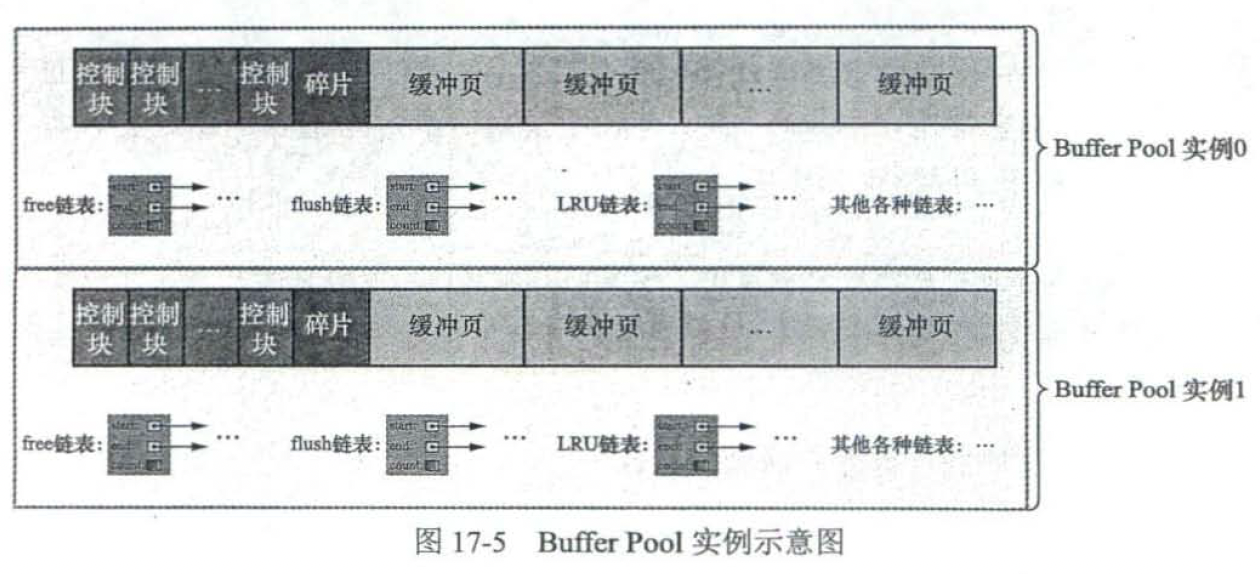 控制块 控制块 … 控制块 碎片 缓冲页 缓冲页 … 缓冲页
Buffer Pool 实例0
free链表: start end count …
flush链表: start end count …
LRU链表: start end count …
其他各种链表: …
控制块 控制块 … 控制块 碎片 缓冲页 缓冲页 … 缓冲页
Buffer Pool 实例1
free链表: start end count …
flush链表: start end count …
LRU链表: start end …
其他各种链表: …
图 17-5 Buffer Pool 实例示意图